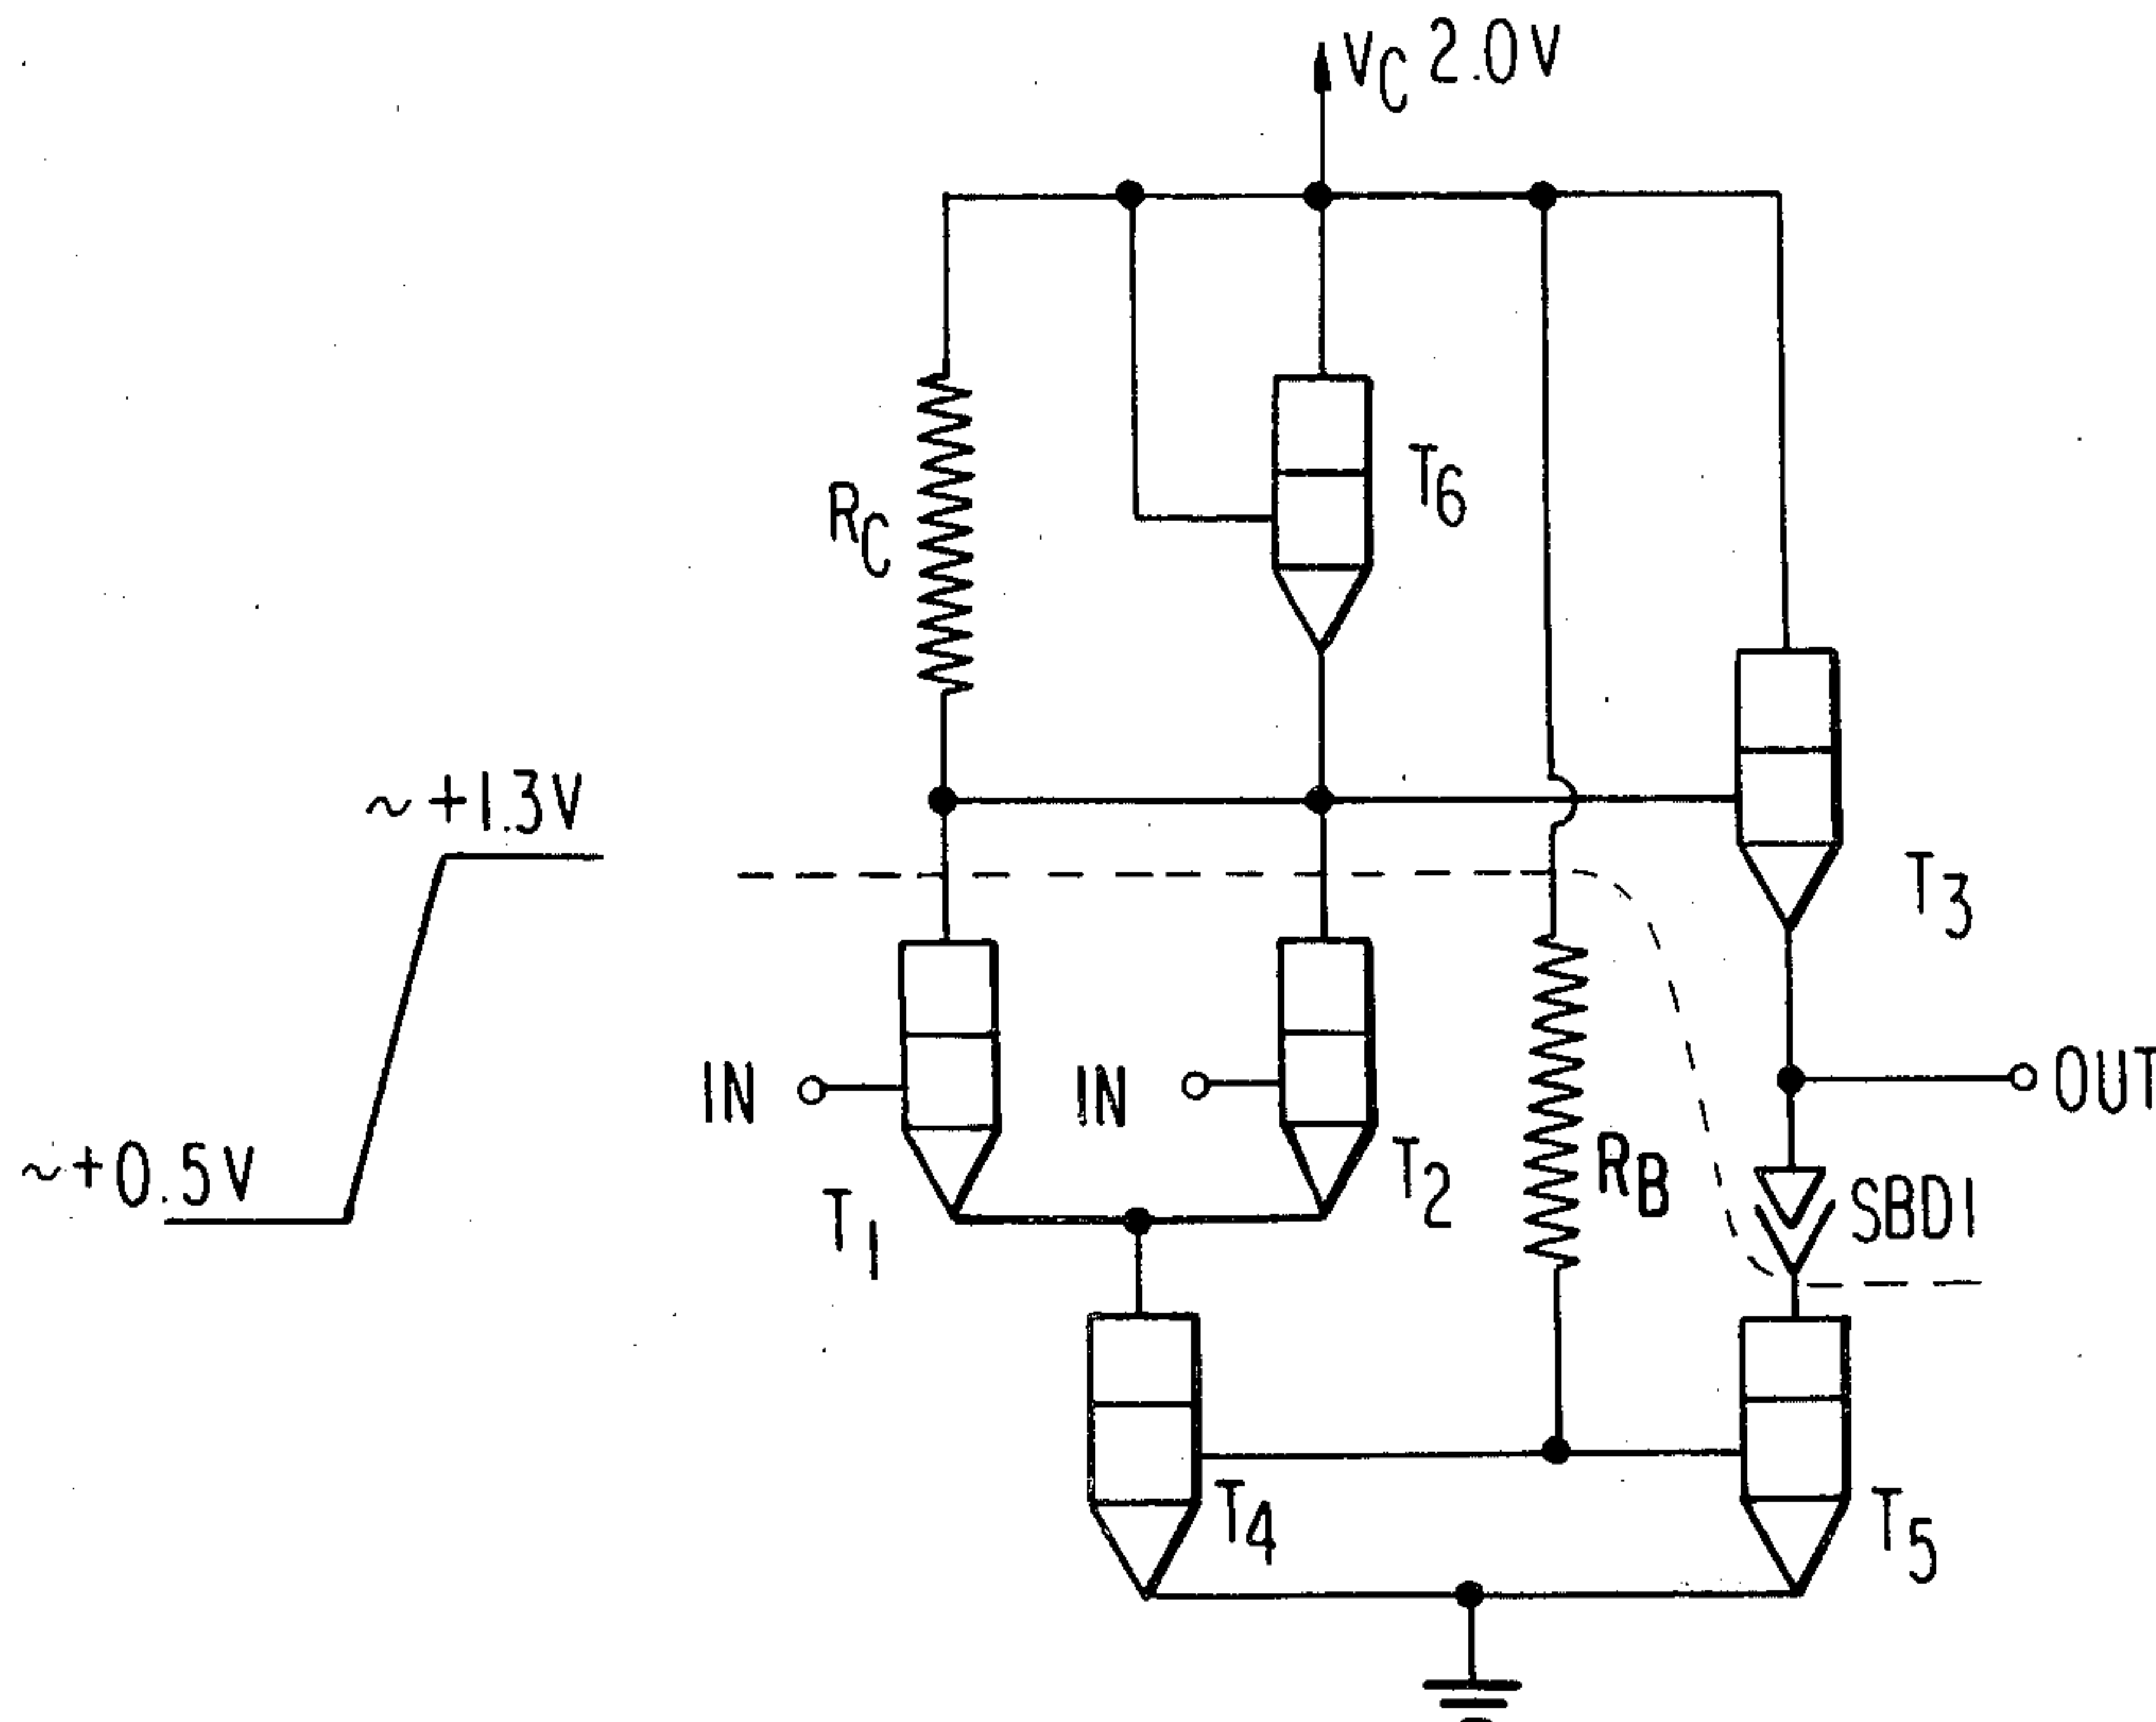 V_C 2.0V
T_6
R_C
~+1.3V
T_3
IN
IN
OUT
~+0.5V
T_1
T_2
R_B
SBD1
T_4
T_5